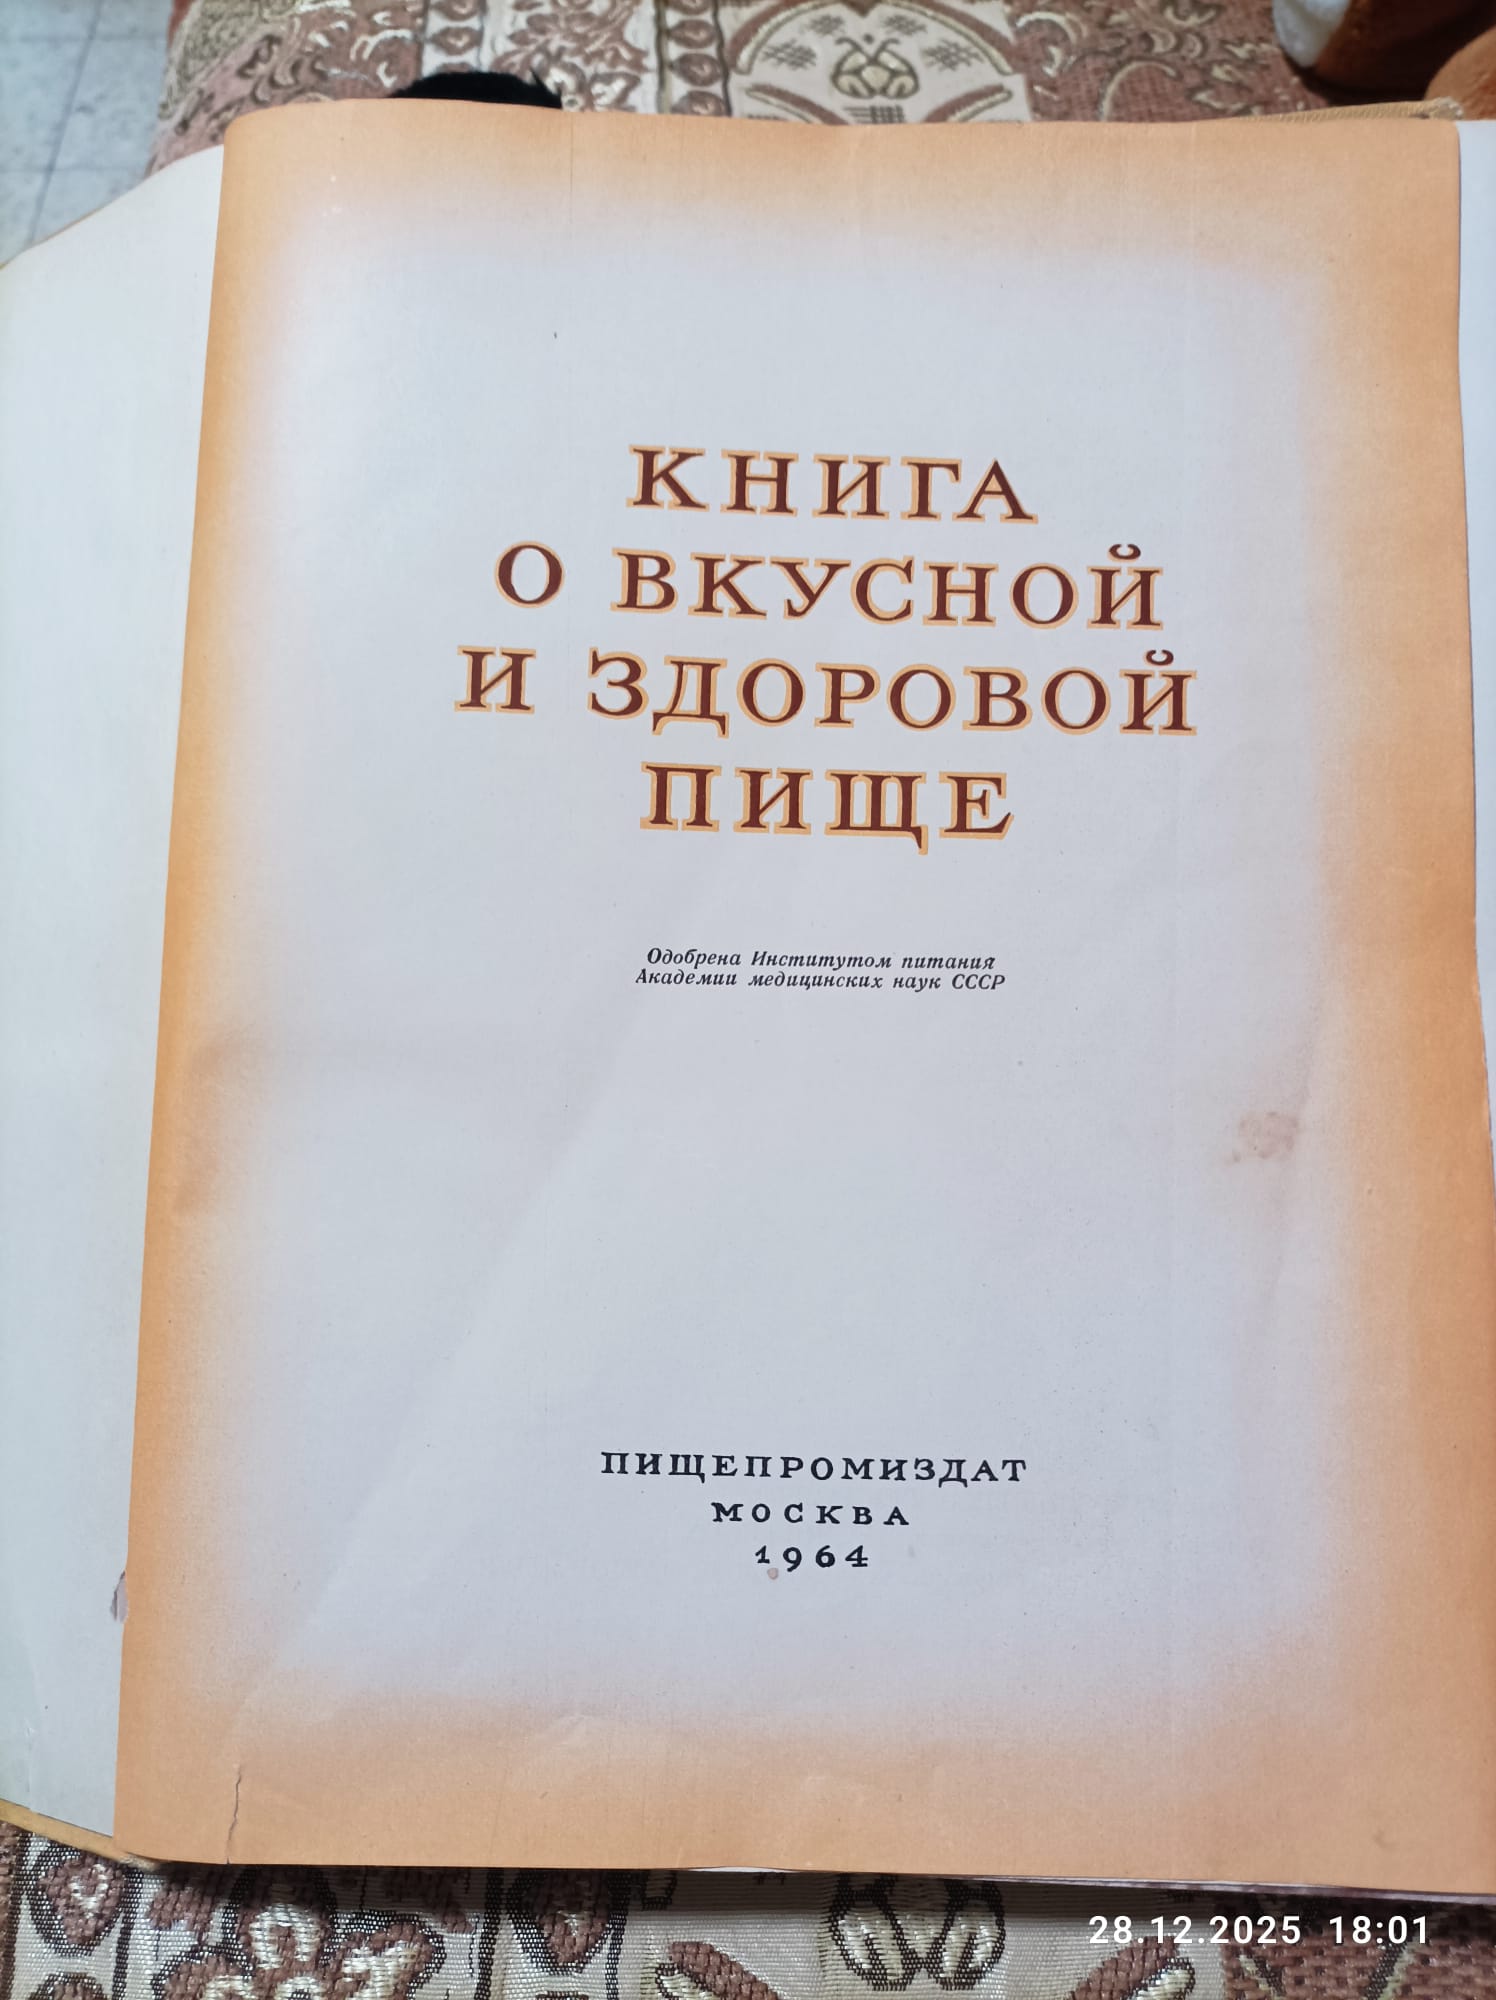 КНИГА
О ВКУСНОЙ
И ЗДОРОВОЙ
ПИЩЕ
Одобрена Институтом питания
Академии медицинских наук СССР
ПИЩЕПРОМИЗДАТ
МОСКВА
1964
28.12.2025 18:01